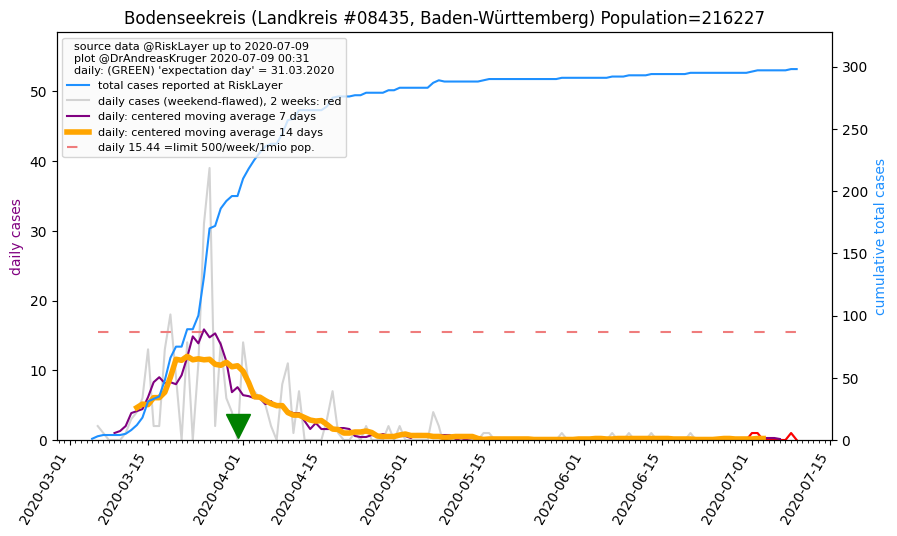 Bodenseekreis (Landkreis #08435, Baden-Württemberg) Population=216227
source data @RiskLayer up to 2020-07-09
plot @DrAndreasKruger 2020-07-09 00:31
daily: (GREEN) 'expectation day' = 31.03.2020
total cases reported at RiskLayer
daily cases (weekend-flawed), 2 weeks: red
daily: centered moving average 7 days
daily: centered moving average 14 days
daily 15.44 =limit 500/week/1mio pop.
daily cases
50
40
30
20
10
0
cumulative total cases
300
250
200
150
100
50
0
2020-03-01
2020-03-15
2020-04-01
2020-04-15
2020-05-01
2020-05-15
2020-06-01
2020-06-15
2020-07-01
2020-07-15